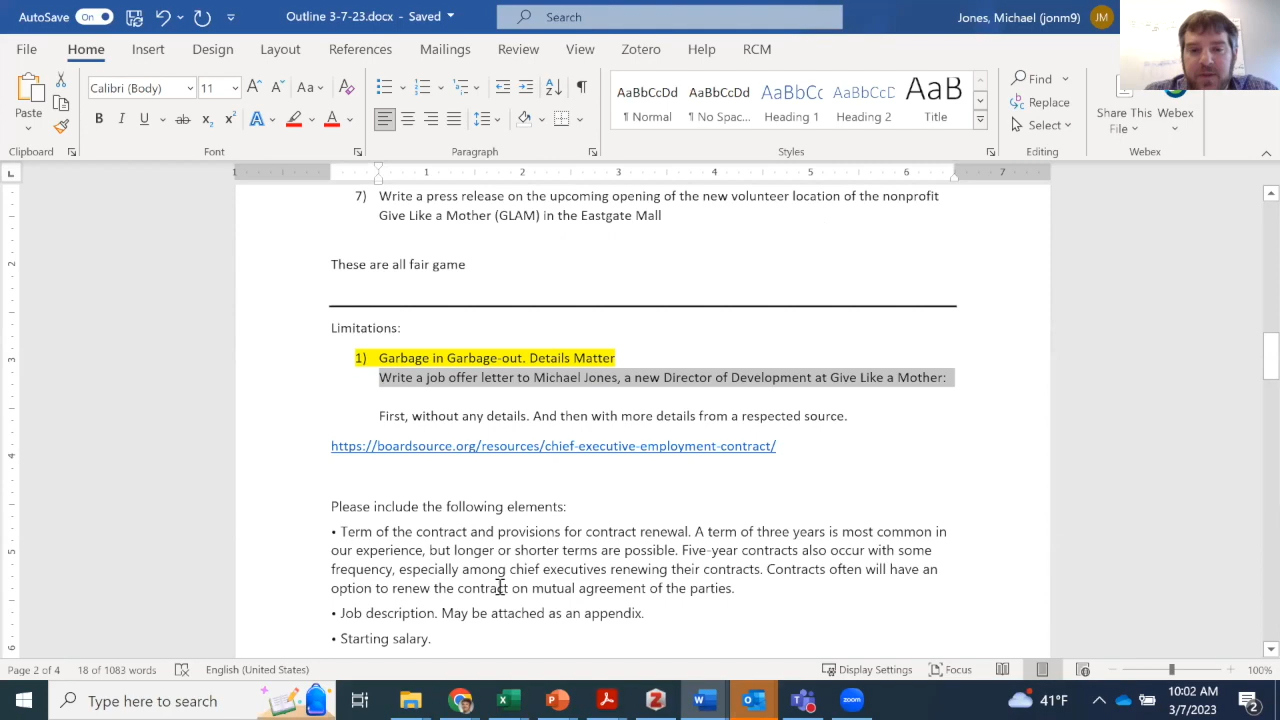 AutoSave On Outline 3-7-23.docx - Saved Search Jones, Michael (jonm9) JM
File Home Insert Design Layout References Mailings Review View Zotero Help RCM
Paste Calibri (Body) 11 AaBbCcDd AaBbCcDd AaBbCc AaBbCcD AaB Find Share This File Webex
¶ Normal ¶ No Spac... Heading 1 Heading 2 Title Replace Select
Clipboard Font Paragraph Styles Editing Webex
1 1 2 3 4 5 6 7
7) Write a press release on the upcoming opening of the new volunteer location of the nonprofit
Give Like a Mother (GLAM) in the Eastgate Mall
These are all fair game
Limitations:
1) Garbage in Garbage-out. Details Matter
Write a job offer letter to Michael Jones, a new Director of Development at Give Like a Mother:
First, without any details. And then with more details from a respected source.
https://boardsource.org/resources/chief-executive-employment-contract/
Please include the following elements:
• Term of the contract and provisions for contract renewal. A term of three years is most common in
our experience, but longer or shorter terms are possible. Five-year contracts also occur with some
frequency, especially among chief executives renewing their contracts. Contracts often will have an
option to renew the contract on mutual agreement of the parties.
• Job description. May be attached as an appendix.
• Starting salary.
Page 2 of 4 18 of 1083 words English (United States) Display Settings Focus 100%
Type here to search 41°F 10:02 AM
3/7/2023 2